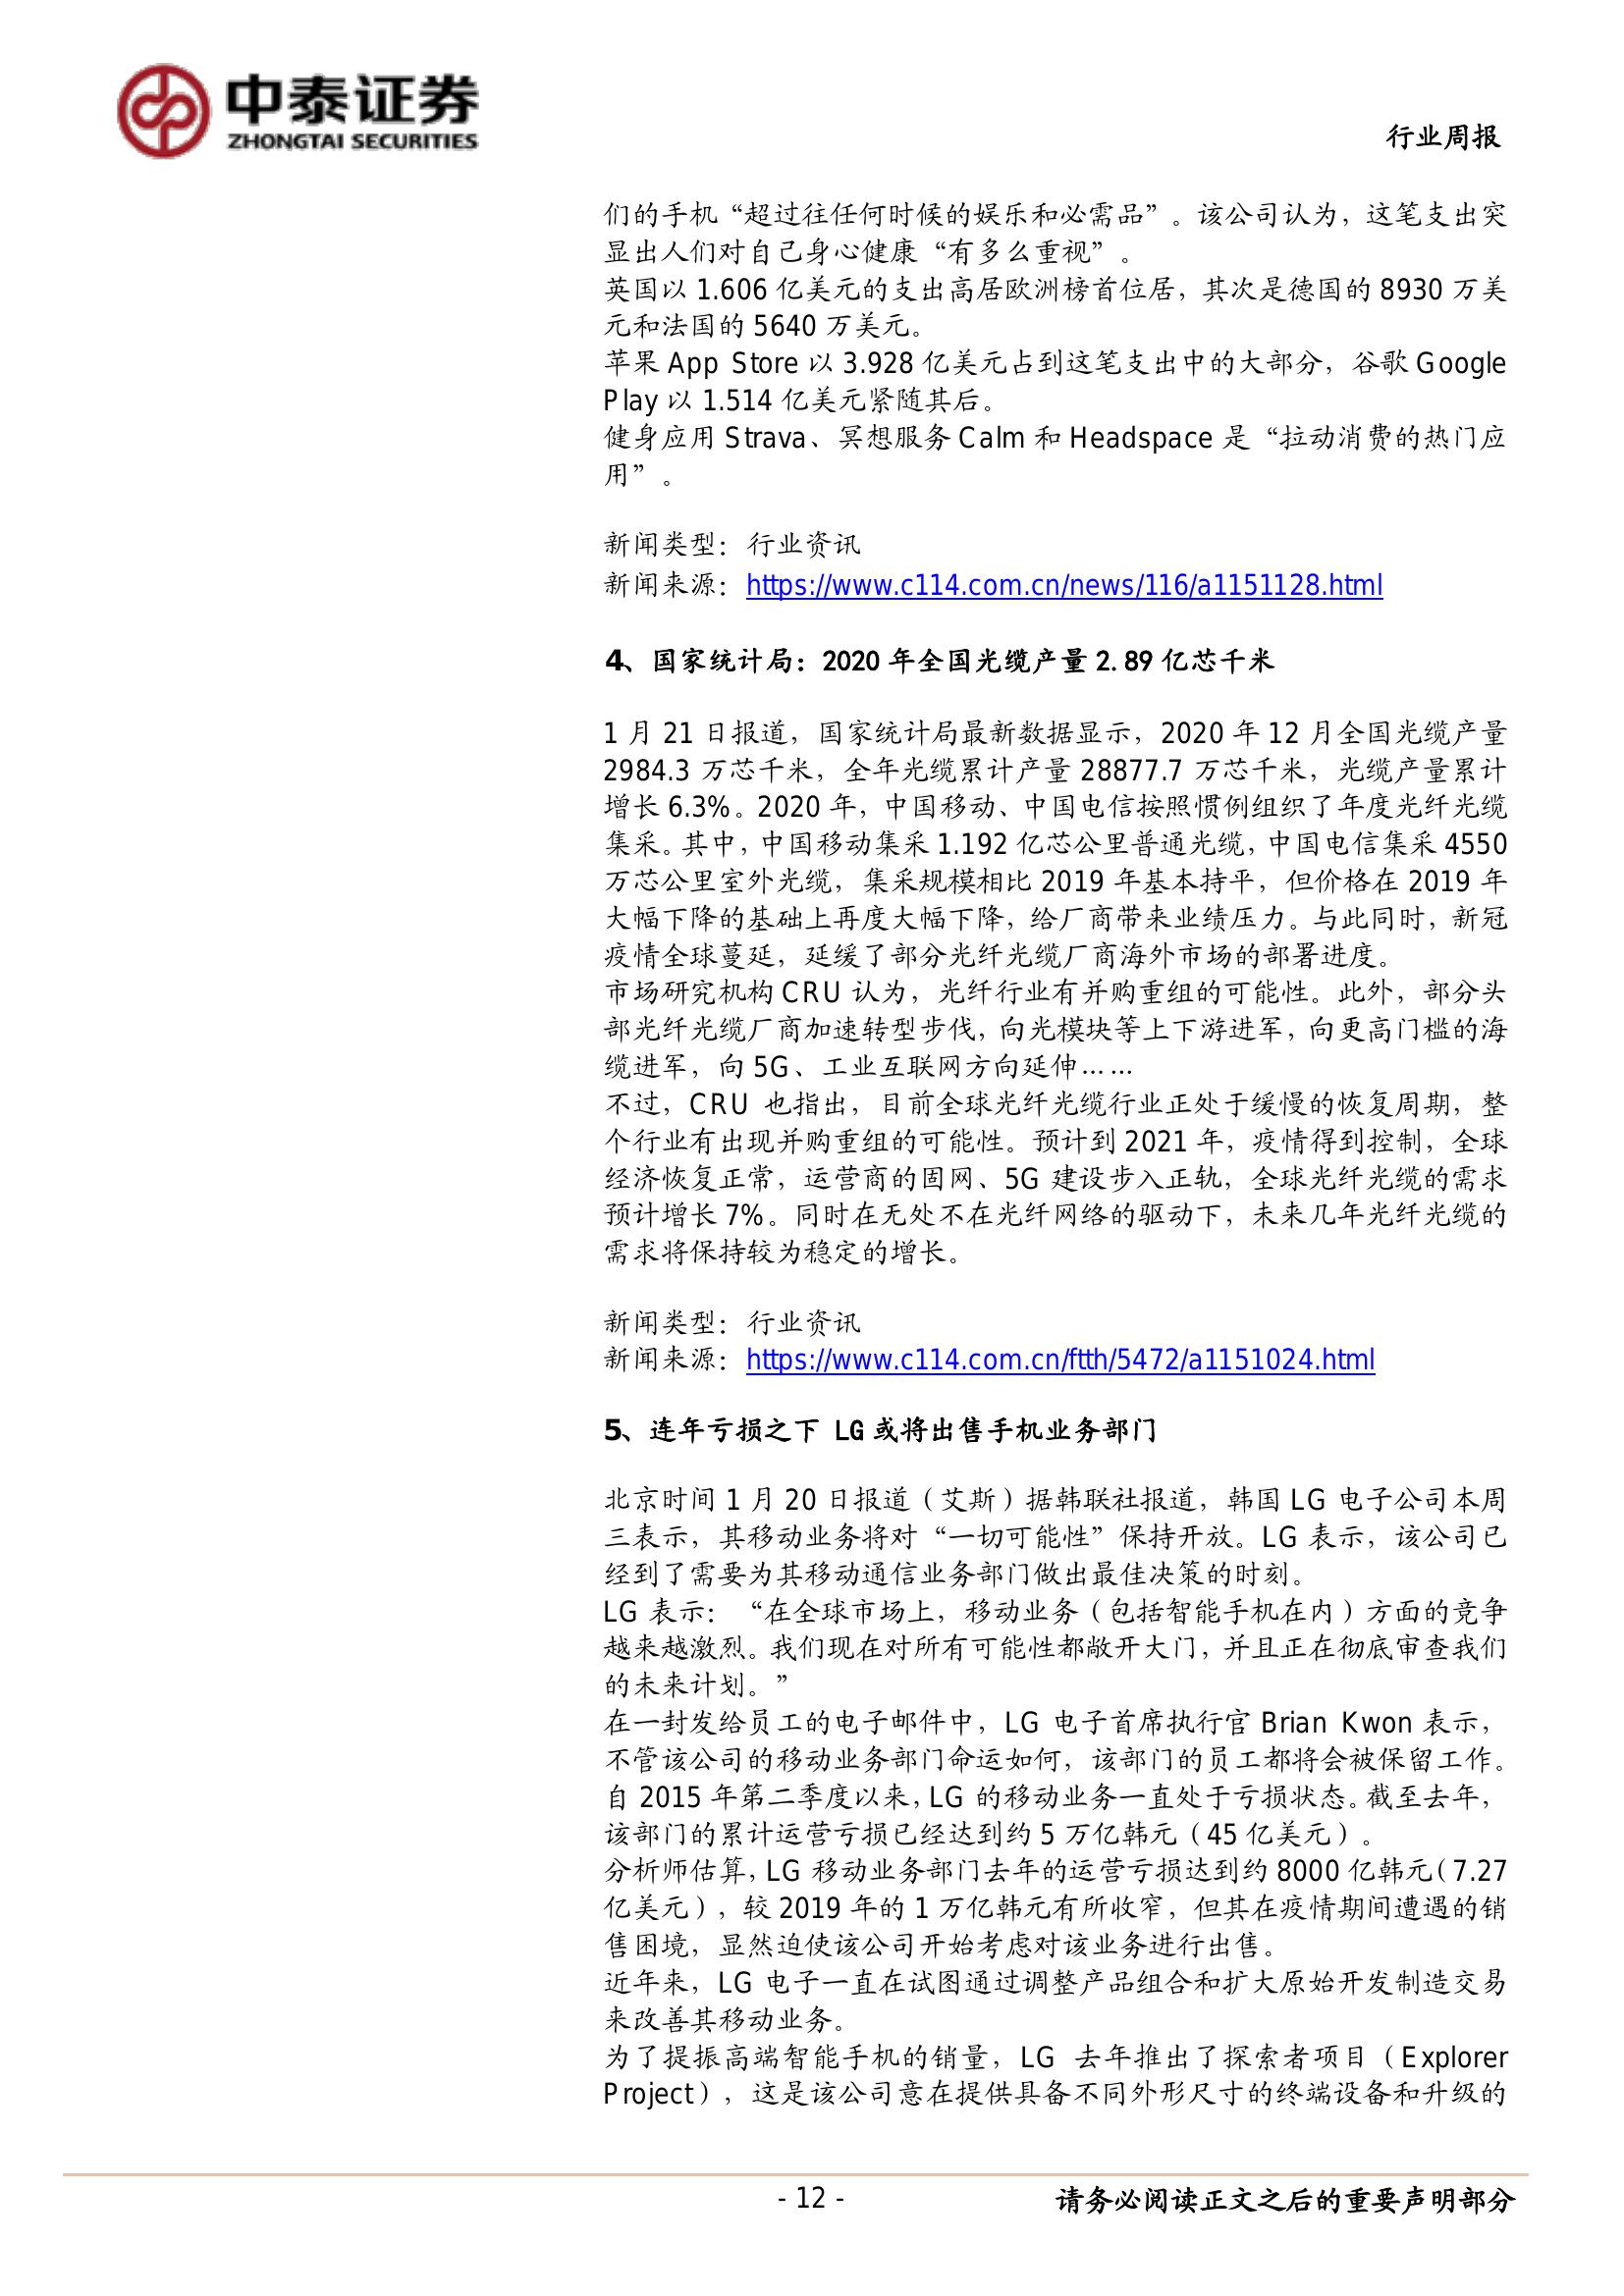 中泰证券
ZHONGTAI SECURITIES
行业周报
们的手机“超过往任何时候的娱乐和必需品”。该公司认为，这笔支出突
显出人们对自己身心健康“有多么重视”。
英国以 1.606 亿美元的支出高居欧洲榜首位居，其次是德国的 8930 万美
元和法国的 5640 万美元。
苹果 App Store 以 3.928 亿美元占到这笔支出中的大部分，谷歌 Google
Play 以 1.514 亿美元紧随其后。
健身应用 Strava、冥想服务 Calm 和 Headspace 是“拉动消费的热门应
用”。
新闻类型：行业资讯
新闻来源：https://www.c114.com.cn/news/116/a1151128.html
4、国家统计局：2020 年全国光缆产量 2.89 亿芯千米
1 月 21 日报道，国家统计局最新数据显示，2020 年 12 月全国光缆产量
2984.3 万芯千米，全年光缆累计产量 28877.7 万芯千米，光缆产量累计
增长 6.3%。2020 年，中国移动、中国电信按照惯例组织了年度光纤光缆
集采。其中，中国移动集采 1.192 亿芯公里普通光缆，中国电信集采 4550
万芯公里室外光缆，集采规模相比 2019 年基本持平，但价格在 2019 年
大幅下降的基础上再度大幅下降，给厂商带来业绩压力。与此同时，新冠
疫情全球蔓延，延缓了部分光纤光缆厂商海外市场的部署进度。
市场研究机构 CRU 认为，光纤行业有并购重组的可能性。此外，部分头
部光纤光缆厂商加速转型步伐，向光模块等上下游进军，向更高门槛的海
缆进军，向 5G、工业互联网方向延伸……
不过，CRU 也指出，目前全球光纤光缆行业正处于缓慢的恢复周期，整
个行业有出现并购重组的可能性。预计到 2021 年，疫情得到控制，全球
经济恢复正常，运营商的固网、5G 建设步入正轨，全球光纤光缆的需求
预计增长 7%。同时在无处不在光纤网络的驱动下，未来几年光纤光缆的
需求将保持较为稳定的增长。
新闻类型：行业资讯
新闻来源：https://www.c114.com.cn/ftth/5472/a1151024.html
5、连年亏损之下 LG 或将出售手机业务部门
北京时间 1 月 20 日报道（艾斯）据韩联社报道，韩国 LG 电子公司本周
三表示，其移动业务将对“一切可能性”保持开放。LG 表示，该公司已
经到了需要为其移动通信业务部门做出最佳决策的时刻。
LG 表示：“在全球市场上，移动业务（包括智能手机在内）方面的竞争
越来越激烈。我们现在对所有可能性都敞开大门，并且正在彻底审查我们
的未来计划。”
在一封发给员工的电子邮件中，LG 电子首席执行官 Brian Kwon 表示，
不管该公司的移动业务部门命运如何，该部门的员工都将会被保留工作。
自 2015 年第二季度以来，LG 的移动业务一直处于亏损状态。截至去年，
该部门的累计运营亏损已经达到约 5 万亿韩元（45 亿美元）。
分析师估算，LG 移动业务部门去年的运营亏损达到约 8000 亿韩元（7.27
亿美元），较 2019 年的 1 万亿韩元有所收窄，但其在疫情期间遭遇的销
售困境，显然迫使该公司开始考虑对该业务进行出售。
近年来，LG 电子一直在试图通过调整产品组合和扩大原始开发制造交易
来改善其移动业务。
为了提振高端智能手机的销量，LG 去年推出了探索者项目（Explorer
Project），这是该公司意在提供具备不同外形尺寸的终端设备和升级的
- 12 -
请务必阅读正文之后的重要声明部分